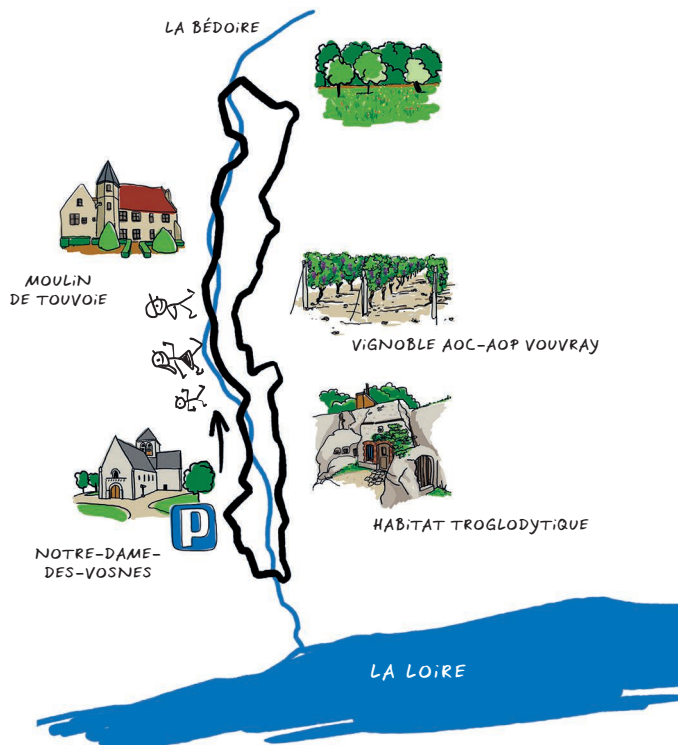 LA BÉDOIRE
MOULIN
DE TOUVOIE
VIGNOBLE AOC-AOP VOUVRAY
HABITAT TROGLODYTIQUE
P
NOTRE-DAME-
DES-VOSNES
LA LOIRE